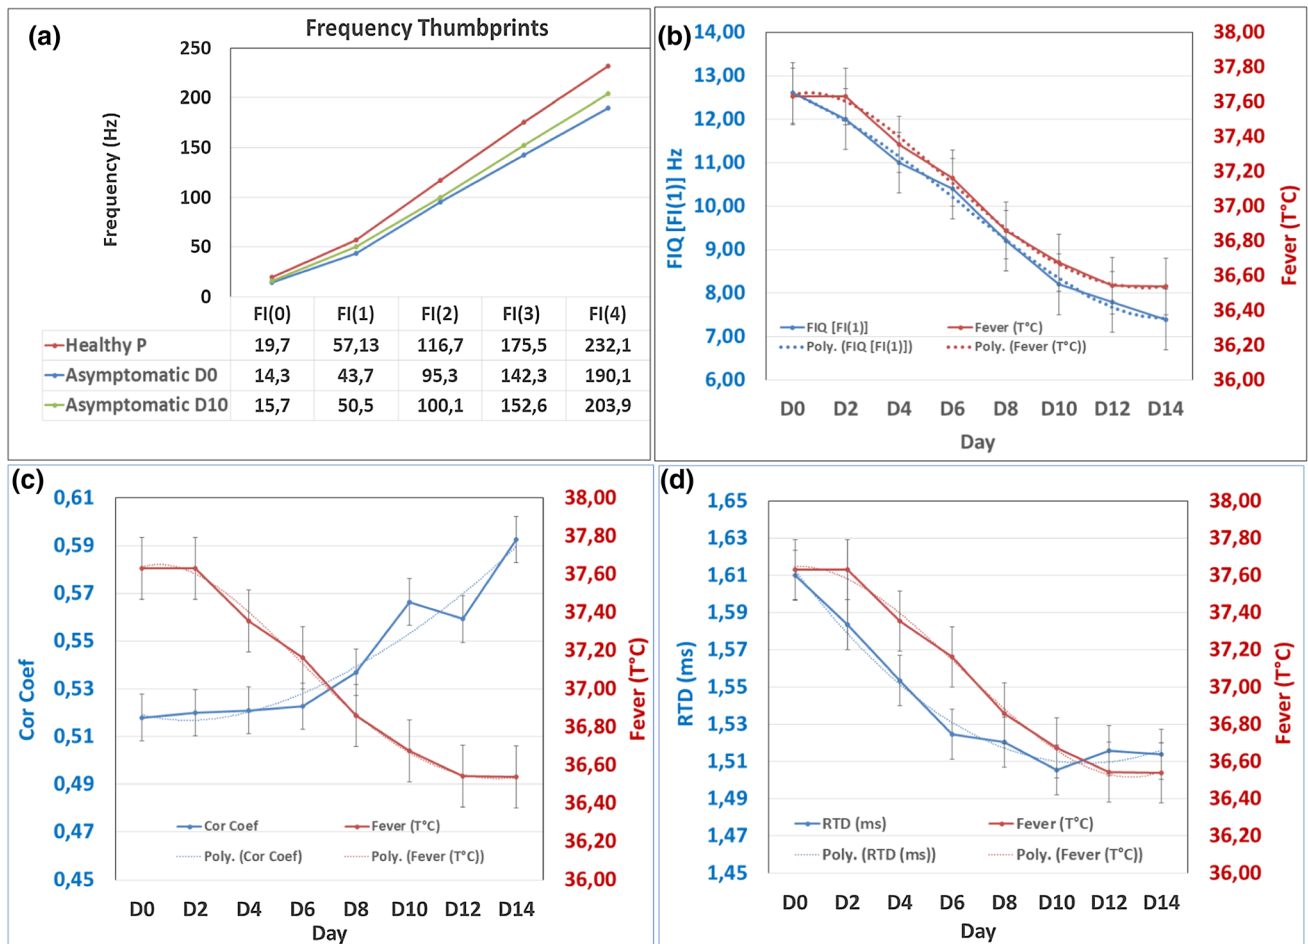 (a)
Frequency Thumbprints
Frequency (Hz)
250
200
150
100
50
0
FI(0) FI(1) FI(2) FI(3) FI(4)
Healthy P 19,7 57,13 116,7 175,5 232,1
Asymptomatic D0 14,3 43,7 95,3 142,3 190,1
Asymptomatic D10 15,7 50,5 100,1 152,6 203,9
(b)
FIQ [FI(1)] Hz
14,00
13,00
12,00
11,00
10,00
9,00
8,00
7,00
6,00
38,00
37,80
37,60
37,40
37,20
37,00
36,80
36,60
36,40
36,20
36,00
Fever (T°C)
FIQ [FI(1)] Fever (T°C)
Poly. (FIQ [FI(1)]) Poly. (Fever (T°C))
D0 D2 D4 D6 D8 D10 D12 D14
Day
(c)
Cor Coef
0,61
0,59
0,57
0,55
0,53
0,51
0,49
0,47
0,45
38,00
37,80
37,60
37,40
37,20
37,00
36,80
36,60
36,40
36,20
36,00
Fever (T°C)
Cor Coef Fever (T°C)
Poly. (Cor Coef) Poly. (Fever (T°C))
D0 D2 D4 D6 D8 D10 D12 D14
Day
(d)
RTD (ms)
1,65
1,63
1,61
1,59
1,57
1,55
1,53
1,51
1,49
1,47
1,45
38,00
37,80
37,60
37,40
37,20
37,00
36,80
36,60
36,40
36,20
36,00
Fever (T°C)
RTD (ms) Fever (T°C)
Poly. (RTD (ms)) Poly. (Fever (T°C))
D0 D2 D4 D6 D8 D10 D12 D14
Day